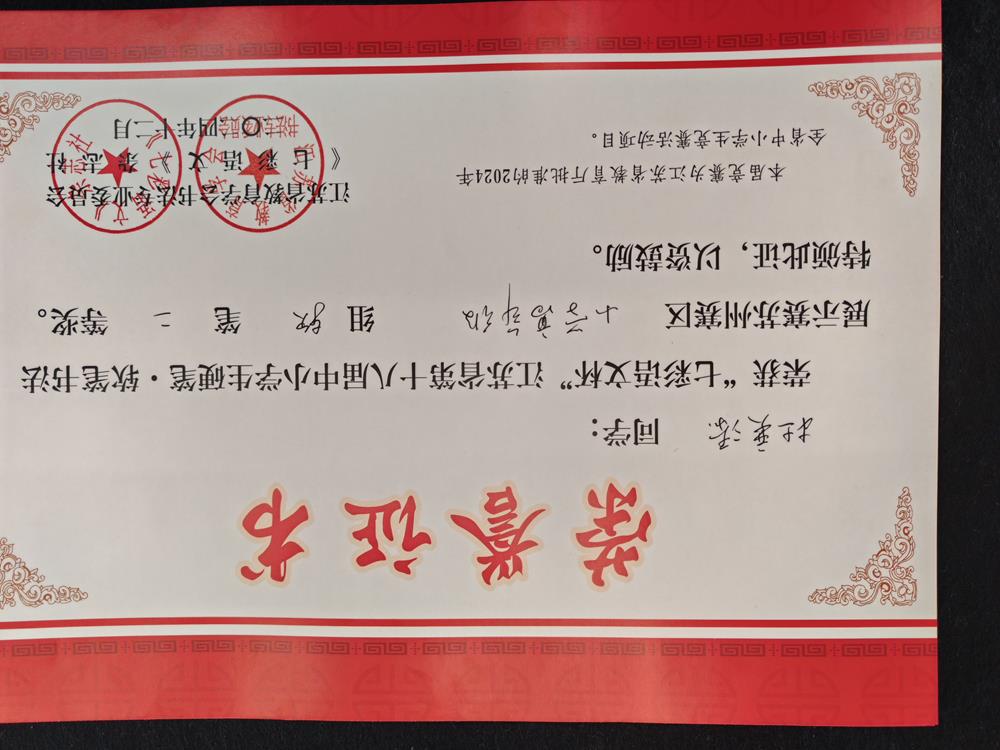 荣誉证书
同学：
荣获“七彩语文杯”江苏省第十八届中小学生硬笔·软笔书法
展示赛苏州赛区 小学高年级 组 软 笔 二 等奖。
特颁此证，以资鼓励。
本届竞赛为江苏省教育厅批准的2024年
全省中小学生竞赛活动项目。
江苏省教育学会书法专业委员会
《七彩语文》杂志社
二〇二四年十二月